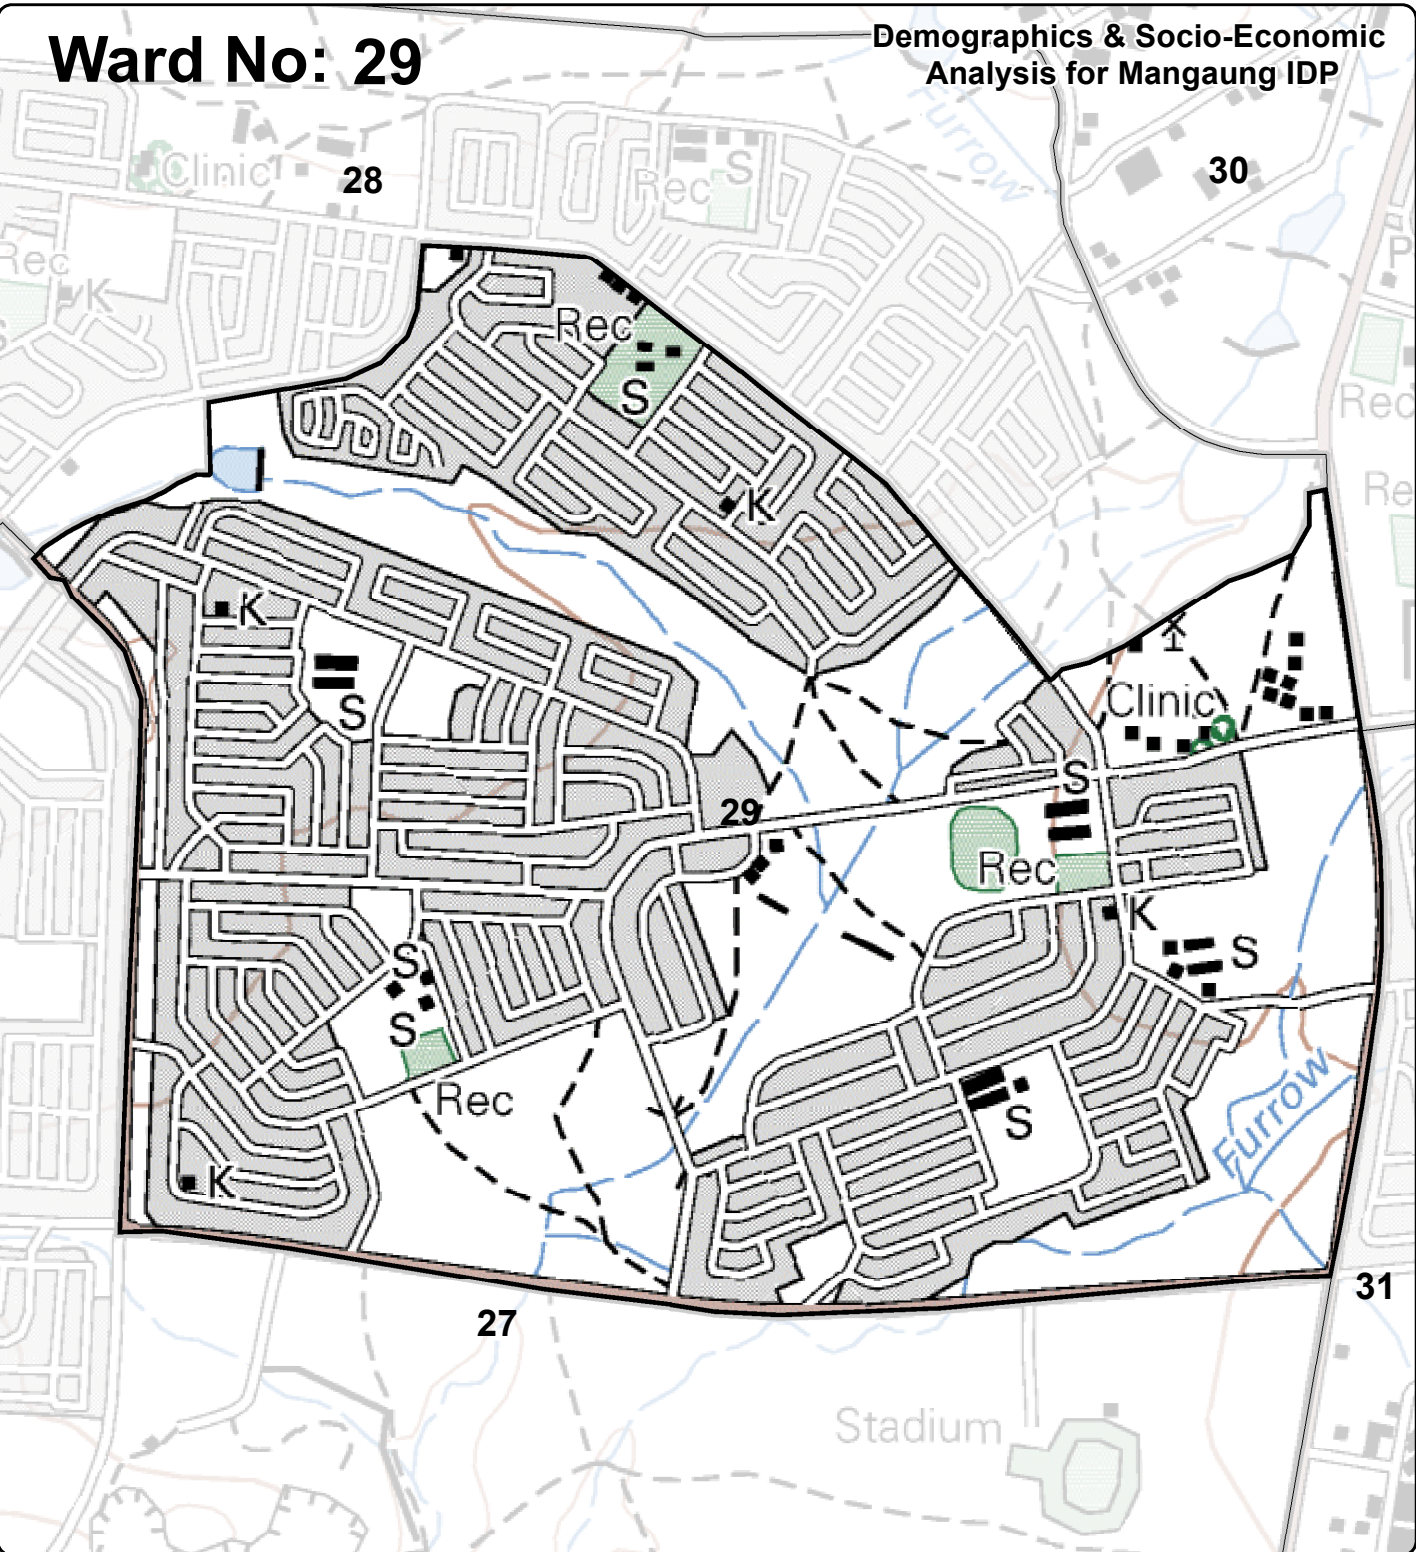 Ward No: 29
Demographics & Socio-Economic
Analysis for Mangaung IDP
Furrow
Clinic
28
Rec
S
30
Rec
K
P
Rec
S
Rec
Re
K
K
S
Clinic
S
29
Rec
K
S
S
S
Rec
S
Furrow
K
27
31
Stadium